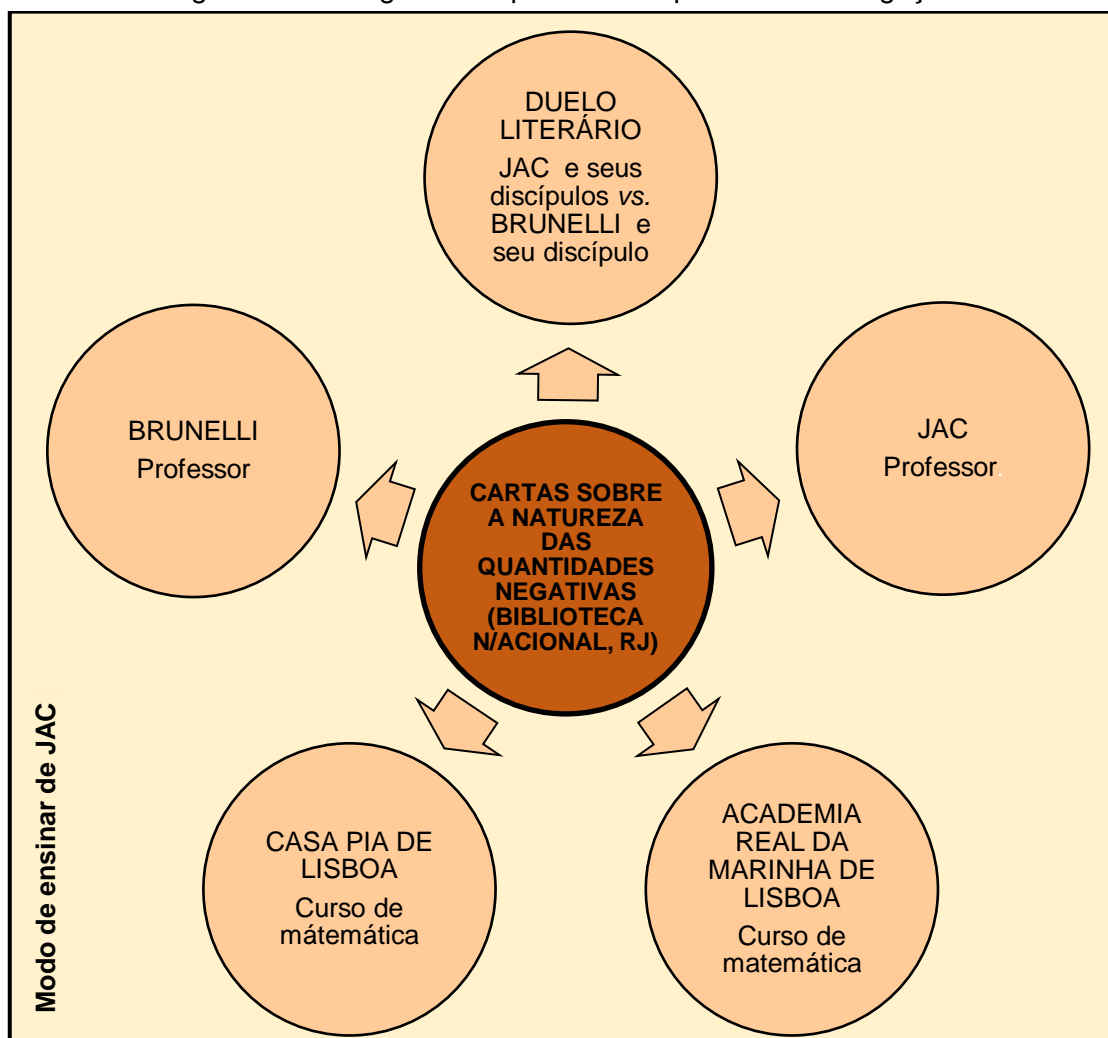 DUELO
LITERÁRIO
JAC e seus
discípulos vs.
BRUNELLI e
seu discípulo
BRUNELLI
Professor
JAC
Professor.
CARTAS SOBRE
A NATUREZA
DAS
QUANTIDADES
NEGATIVAS
(BIBLIOTECA
N/ACIONAL, RJ)
CASA PIA DE
LISBOA
Curso de
mátemática
ACADEMIA
REAL DA
MARINHA DE
LISBOA
Curso de
matemática
Modo de ensinar de JAC